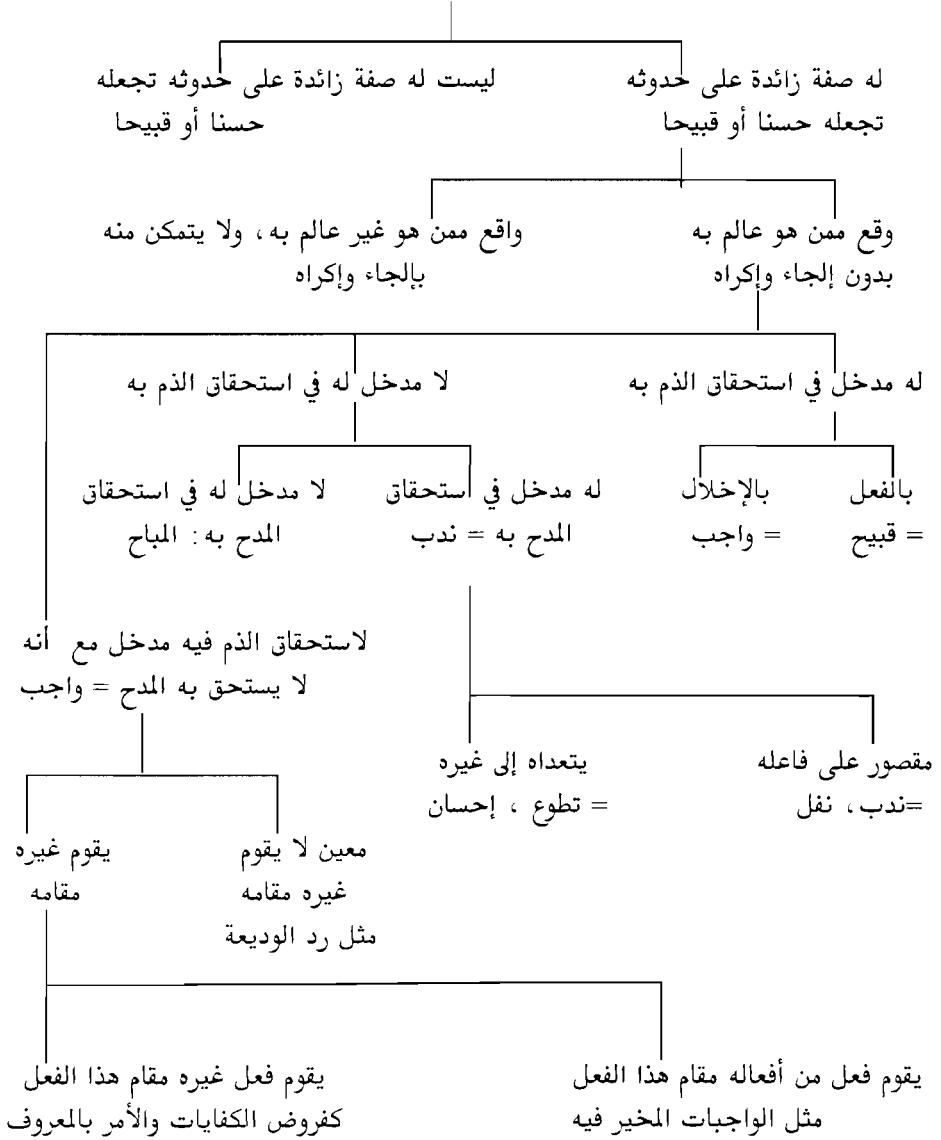 له صفة زائدة على حدوثه
تجعله حسنا أو قبيحا
ليست له صفة زائدة على حدوثه تجعله
حسنا أو قبيحا
وقع ممن هو عالم به
بدون إلجاء وإكراه
واقع ممن هو غير عالم به، ولا يتمكن منه
بإلجاء وإكراه
له مدخل في استحقاق الذم به
لا مدخل له في استحقاق الذم به
بالفعل
= قبيح
بالإخلال
= واجب
له مدخل في استحقاق
المدح به = ندب
لا مدخل له في استحقاق
المدح به : المباح
لاستحقاق الذم فيه مدخل مع أنه
لا يستحق به المدح = واجب
مقصور على فاعله
=ندب، نفل
يتعداه إلى غيره
= تطوع ، إحسان
معين لا يقوم
غيره مقامه
مثل رد الوديعة
يقوم غيره
مقامه
يقوم فعل من أفعاله مقام هذا الفعل
مثل الواجبات المخير فيه
يقوم فعل غيره مقام هذا الفعل
كفروض الكفايات والأمر بالمعروف